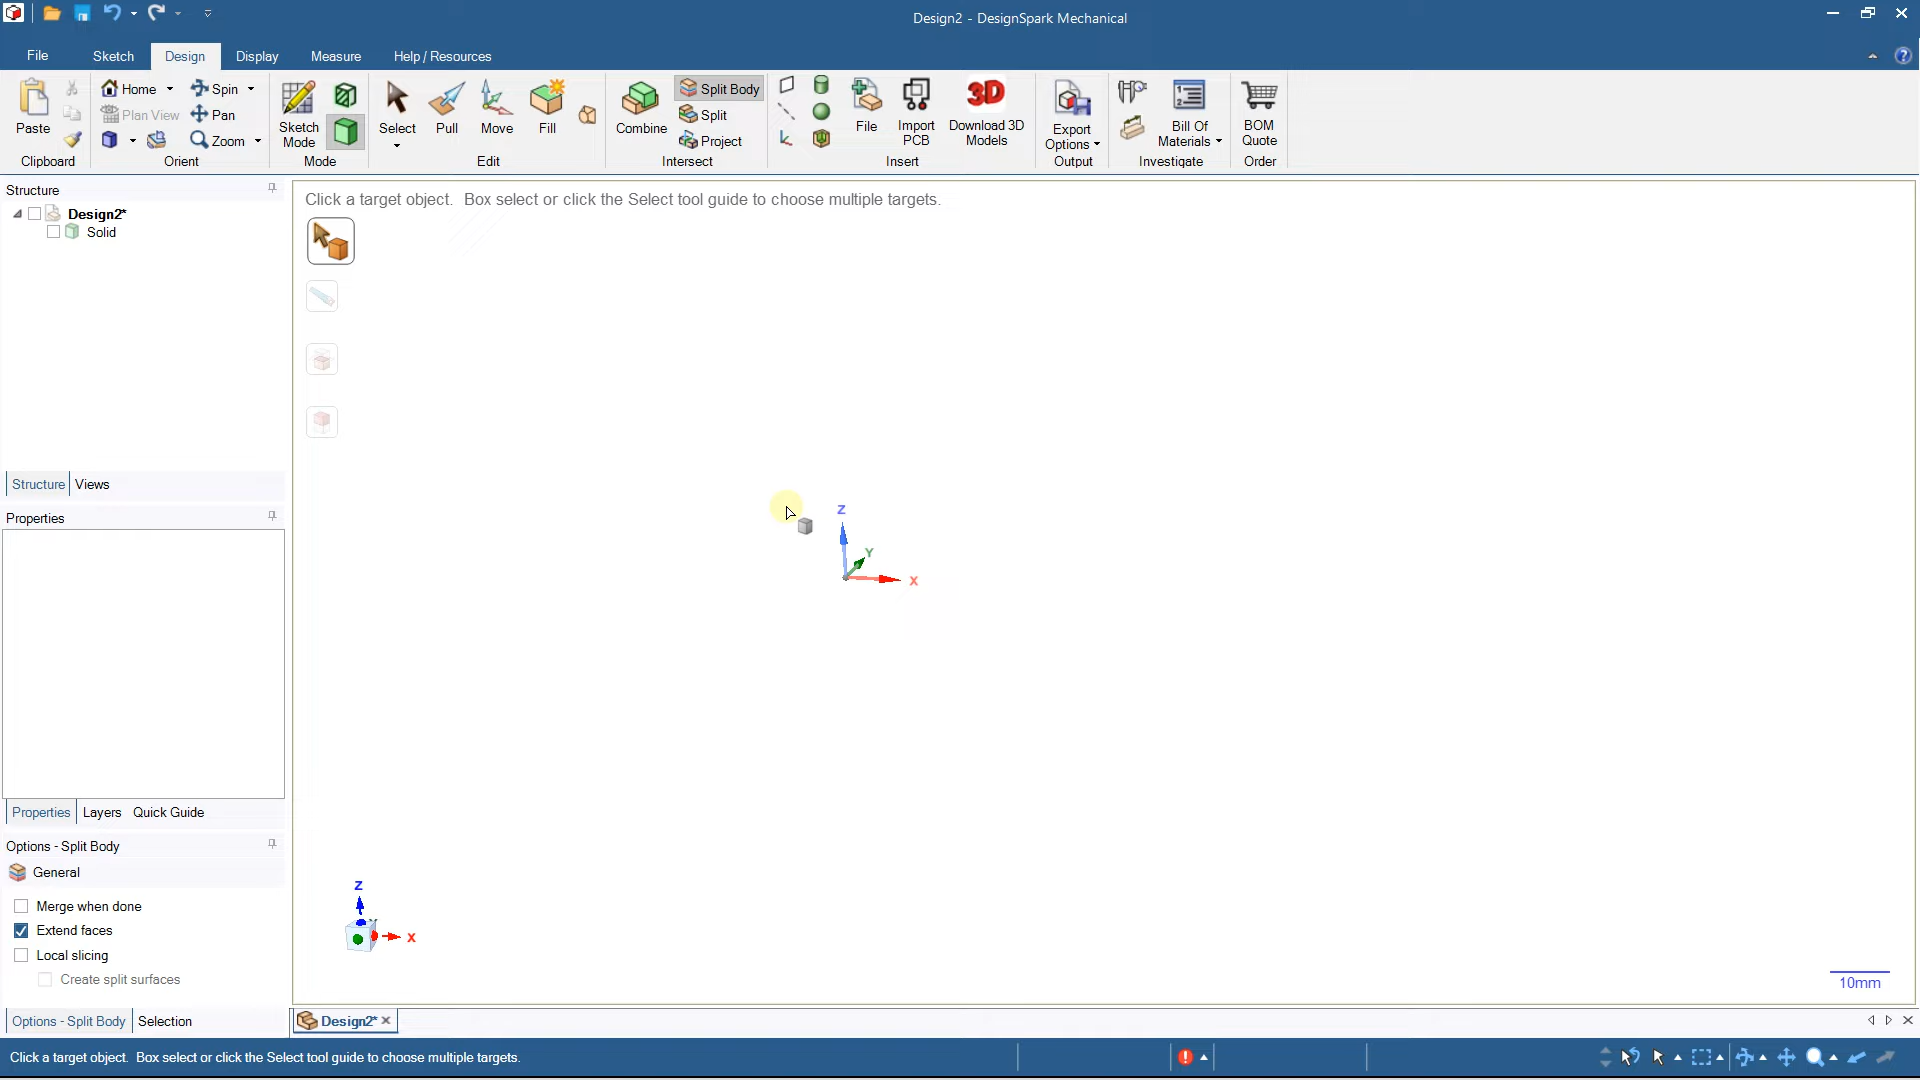 Design2 - DesignSpark Mechanical
File
Sketch
Design
Display
Measure
Help / Resources
Paste
Clipboard
Home
Spin
Plan View
Pan
Zoom
Orient
Sketch
Mode
Mode
Select
Pull
Move
Fill
Edit
Combine
Split Body
Split
Project
Intersect
File
Import
PCB
Download 3D
Models
Insert
3D
Export
Options
Output
Bill Of
Materials
Investigate
BOM
Quote
Order
Structure
Design2*
Solid
Structure
Views
Properties
Properties
Layers
Quick Guide
Options - Split Body
General
Merge when done
Extend faces
Local slicing
Create split surfaces
Options - Split Body
Selection
Click a target object. Box select or click the Select tool guide to choose multiple targets.
Z
Y
X
Z
X
10mm
Design2*
Click a target object. Box select or click the Select tool guide to choose multiple targets.